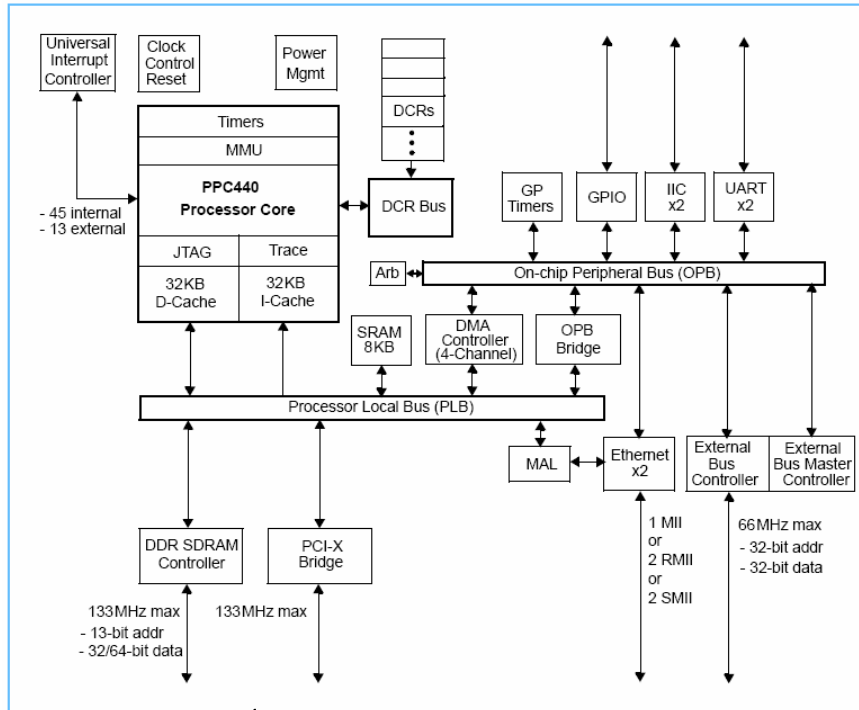 Universal
Interrupt
Controller
Clock
Control
Reset
Power
Mgmt
DCRs
Timers
MMU
PPC440
Processor Core
JTAG
Trace
32KB
D-Cache
32KB
I-Cache
- 45 internal
- 13 external
DCR Bus
GP
Timers
GPIO
IIC
x2
UART
x2
Arb
On-chip Peripheral Bus (OPB)
SRAM
8KB
DMA
Controller
(4-Channel)
OPB
Bridge
Processor Local Bus (PLB)
MAL
Ethernet
x2
External
Bus
Controller
External
Bus Master
Controller
DDR SDRAM
Controller
PCI-X
Bridge
133MHz max
- 13-bit addr
- 32/64-bit data
133MHz max
1 MII
or
2 RMII
or
2 SMII
66MHz max
- 32-bit addr
- 32-bit data